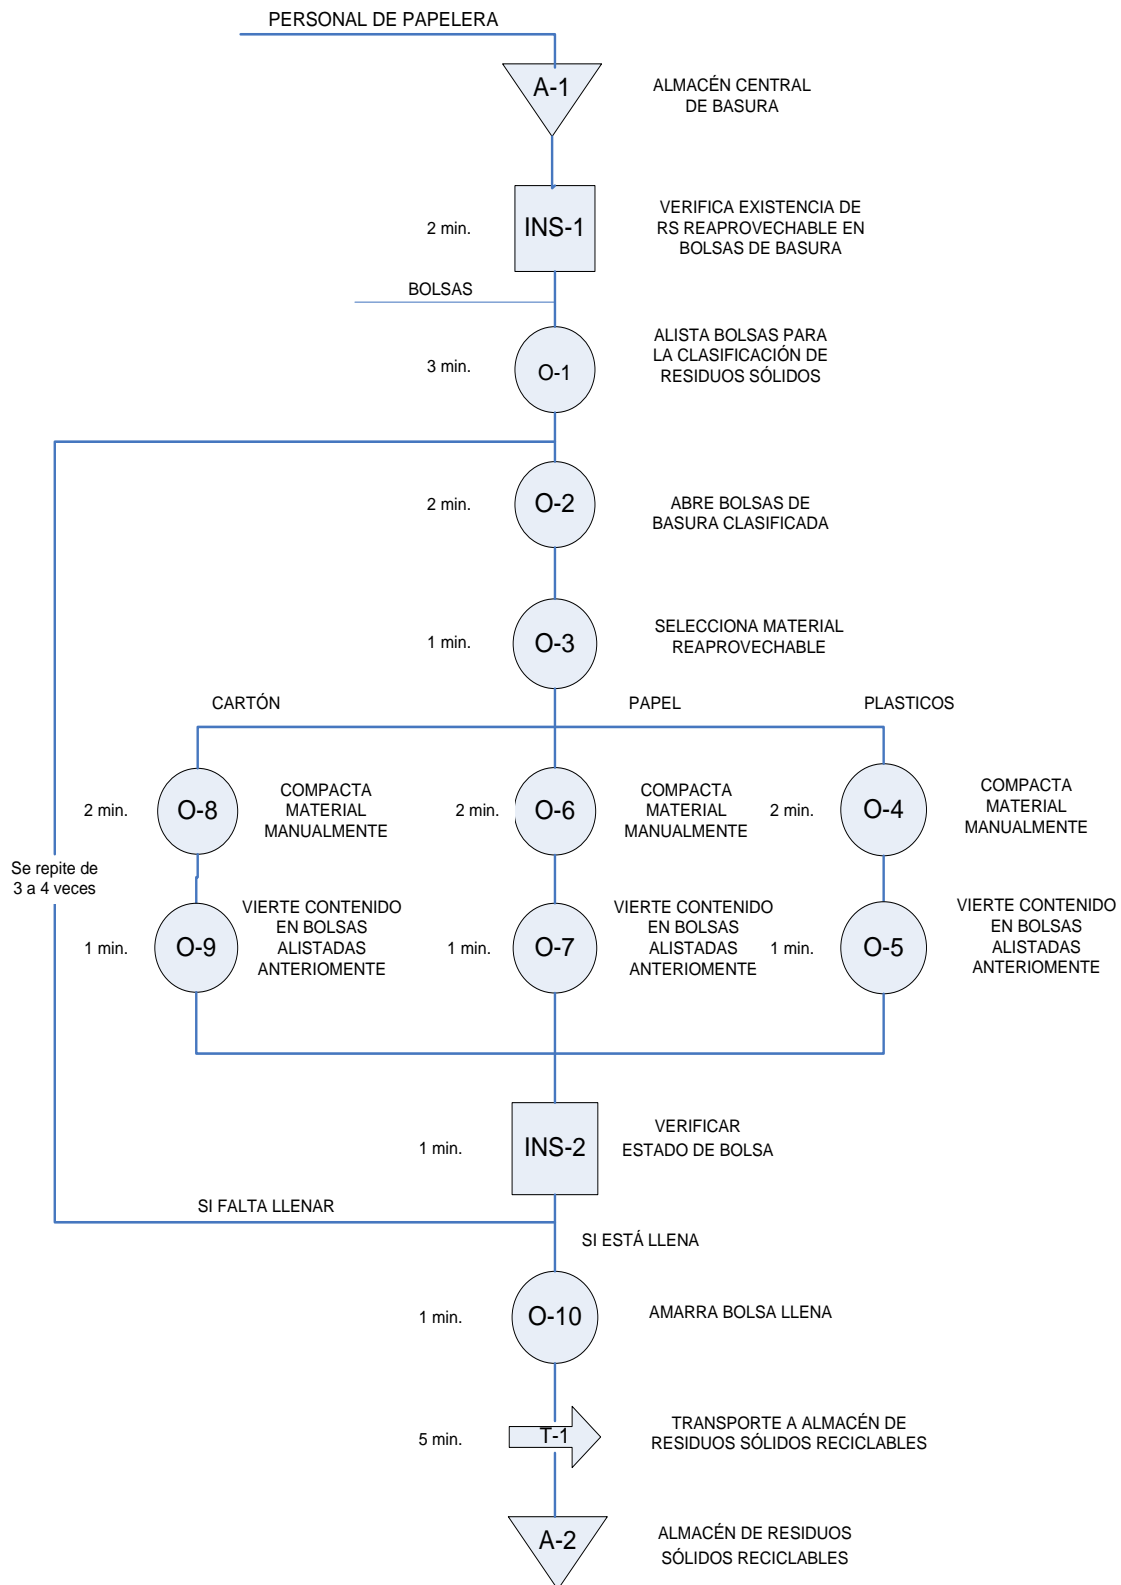 PERSONAL DE PAPELERA
A-1
ALMACÉN CENTRAL
DE BASURA
2 min.
INS-1
VERIFICA EXISTENCIA DE
RS REAPROVECHABLE EN
BOLSAS DE BASURA
BOLSAS
3 min.
O-1
ALISTA BOLSAS PARA
LA CLASIFICACIÓN DE
RESIDUOS SÓLIDOS
2 min.
O-2
ABRE BOLSAS DE
BASURA CLASIFICADA
1 min.
O-3
SELECCIONA MATERIAL
REAPROVECHABLE
CARTÓN
PAPEL
PLASTICOS
2 min.
O-8
COMPACTA
MATERIAL
MANUALMENTE
2 min.
O-6
COMPACTA
MATERIAL
MANUALMENTE
2 min.
O-4
COMPACTA
MATERIAL
MANUALMENTE
Se repite de
3 a 4 veces
1 min.
O-9
VIERTE CONTENIDO
EN BOLSAS
ALISTADAS
ANTERIOMENTE
1 min.
O-7
VIERTE CONTENIDO
EN BOLSAS
ALISTADAS
ANTERIOMENTE
1 min.
O-5
VIERTE CONTENIDO
EN BOLSAS
ALISTADAS
ANTERIOMENTE
1 min.
INS-2
VERIFICAR
ESTADO DE BOLSA
SI FALTA LLENAR
SI ESTÁ LLENA
1 min.
O-10
AMARRA BOLSA LLENA
5 min.
T-1
TRANSPORTE A ALMACÉN DE
RESIDUOS SÓLIDOS RECICLABLES
A-2
ALMACÉN DE RESIDUOS
SÓLIDOS RECICLABLES